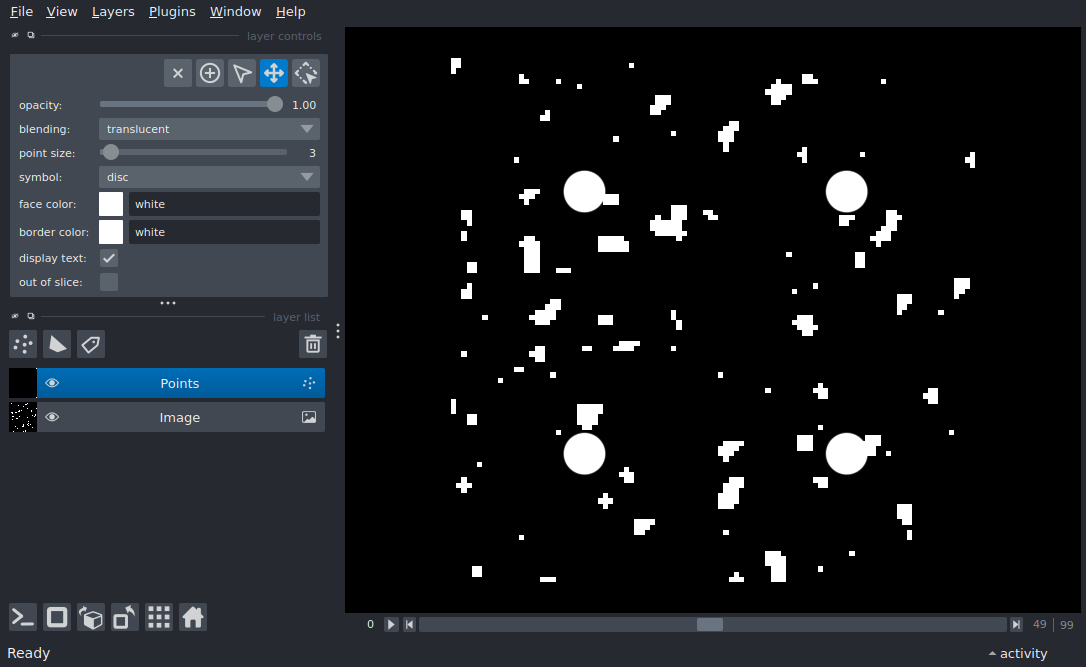 File View Layers Plugins Window Help
layer controls
opacity: 1.00
blending: translucent
point size: 3
symbol: disc
face color: white
border color: white
display text:
out of slice:
layer list
Points
Image
0 49 99
Ready activity